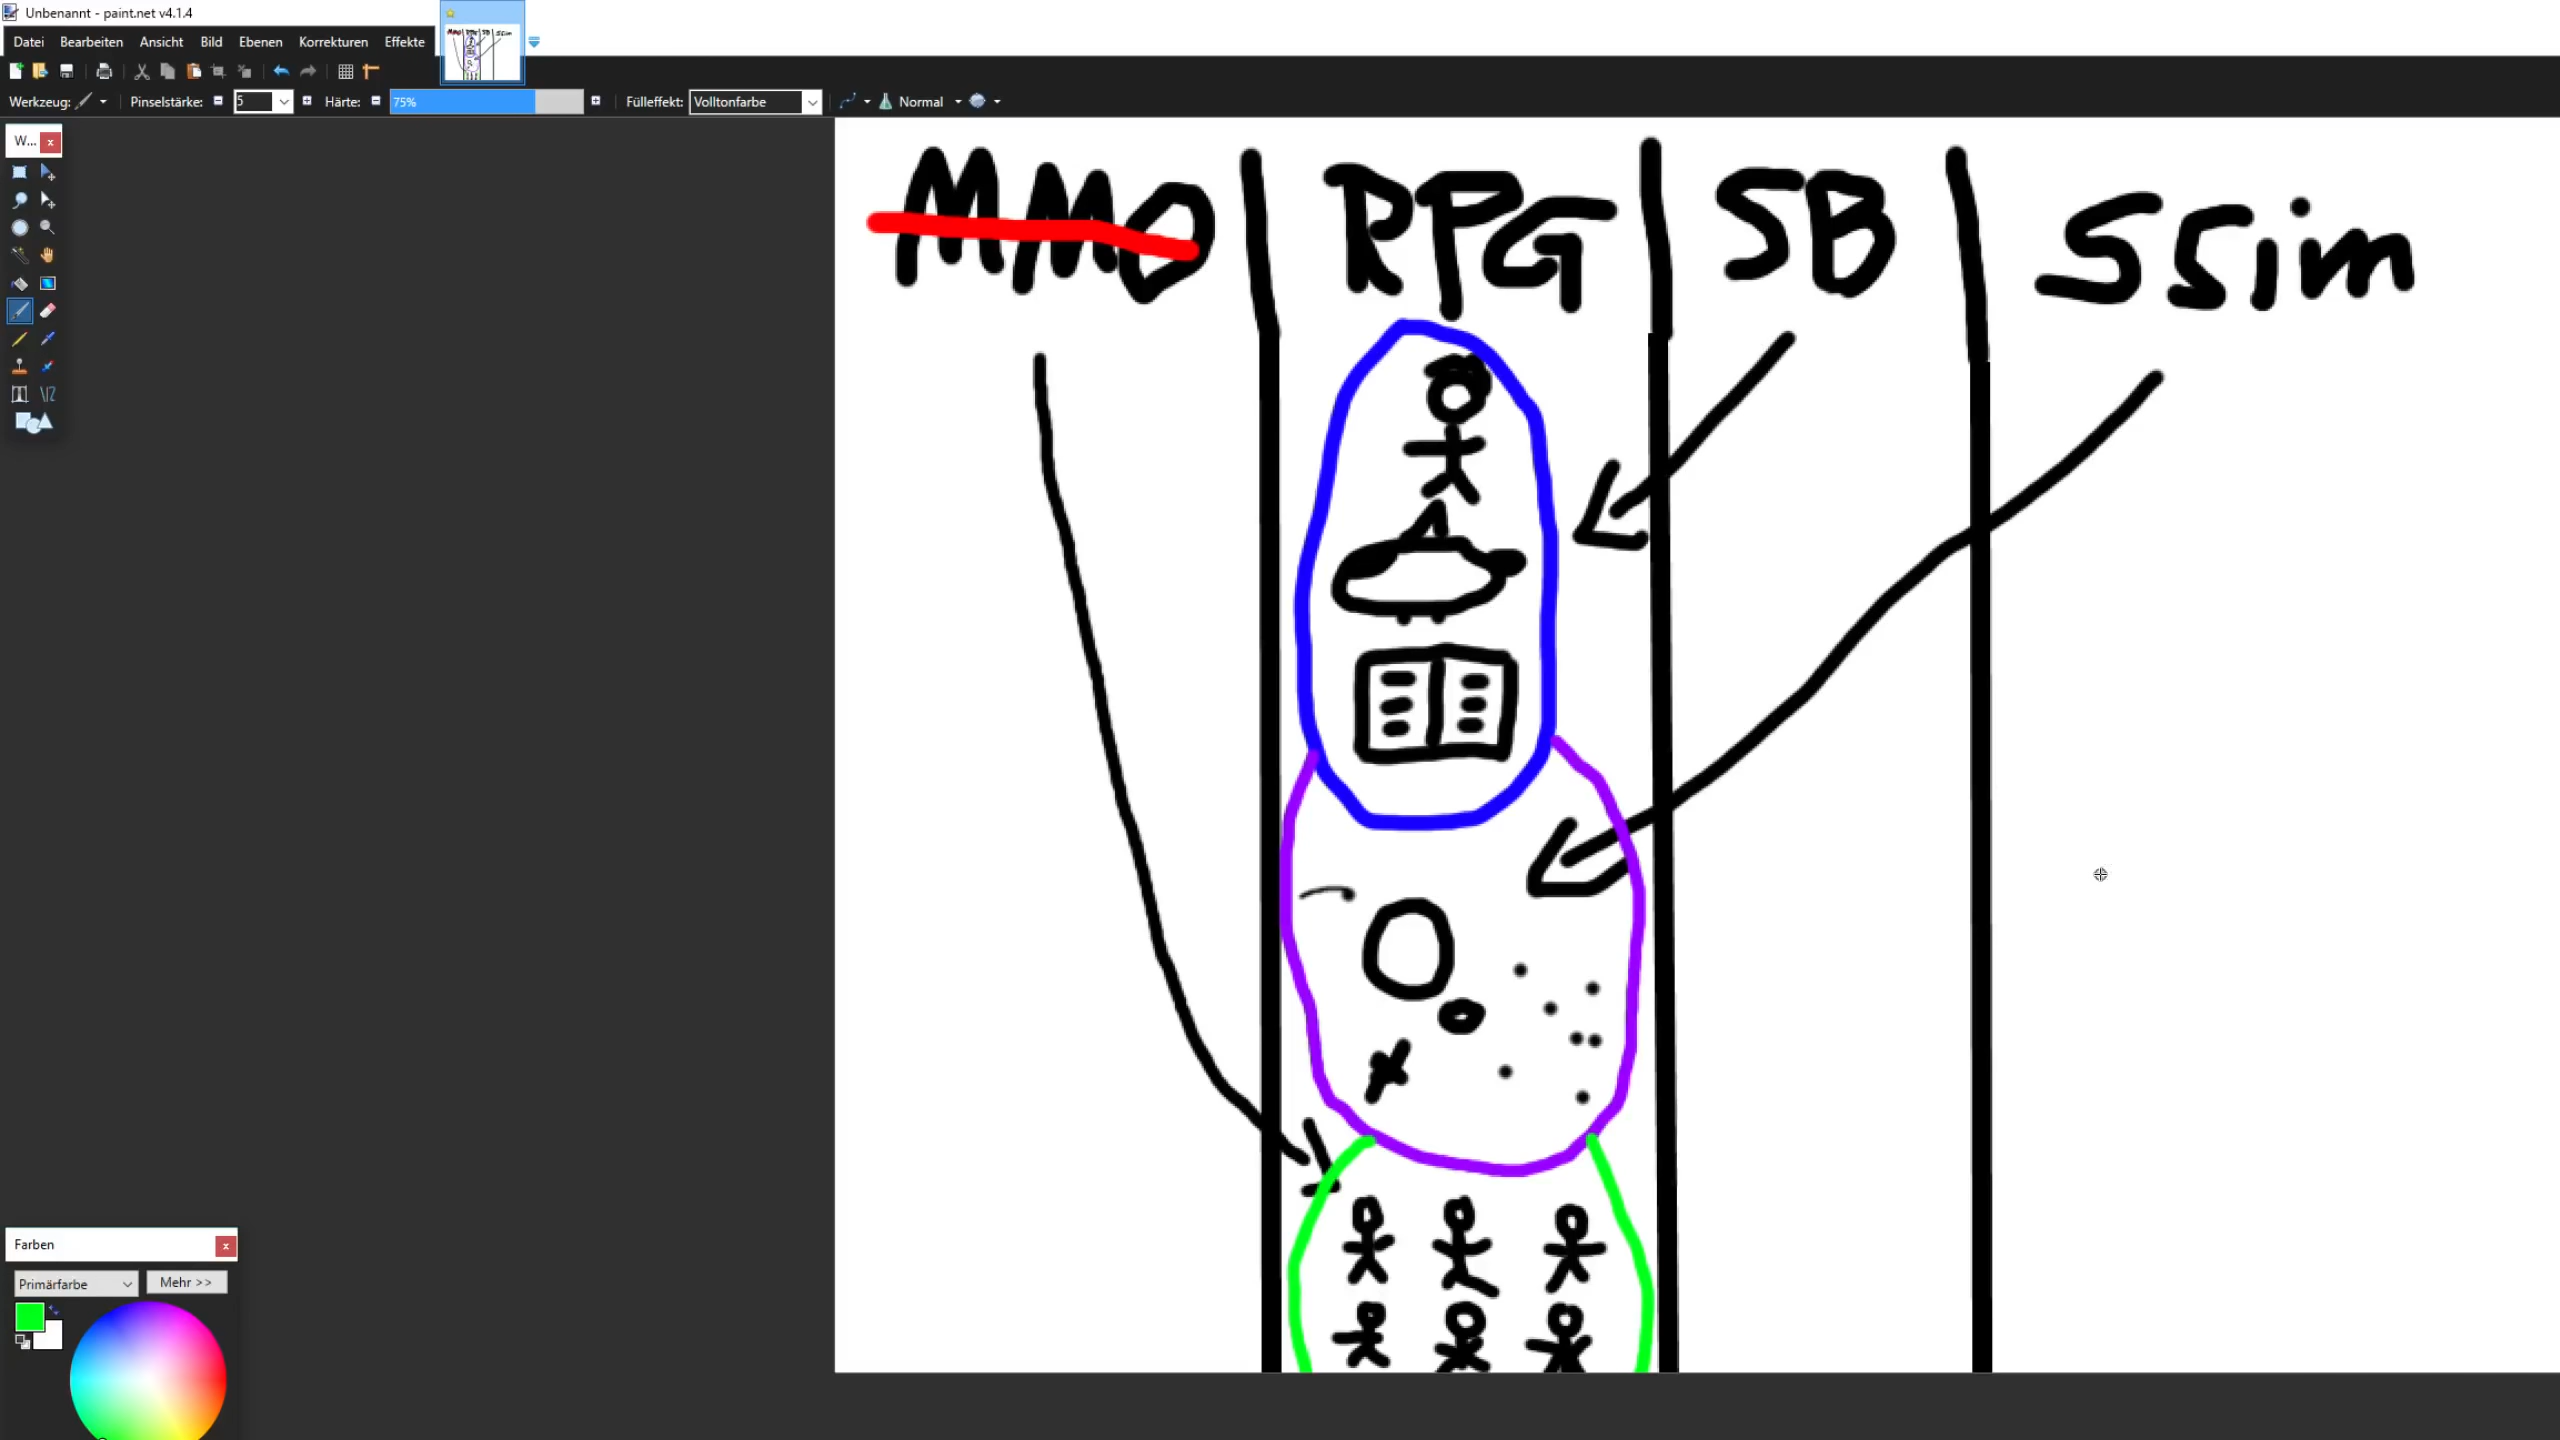 Unbenannt - paint.net v4.1.4
Datei Bearbeiten Ansicht Bild Ebenen Korrekturen Effekte
Werkzeug: Pinselstärke: 5 Härte: 75% Fülleffekt: Volltonfarbe Normal
W...
MMO RPG SB SSim
Farben
Primärfarbe Mehr >>